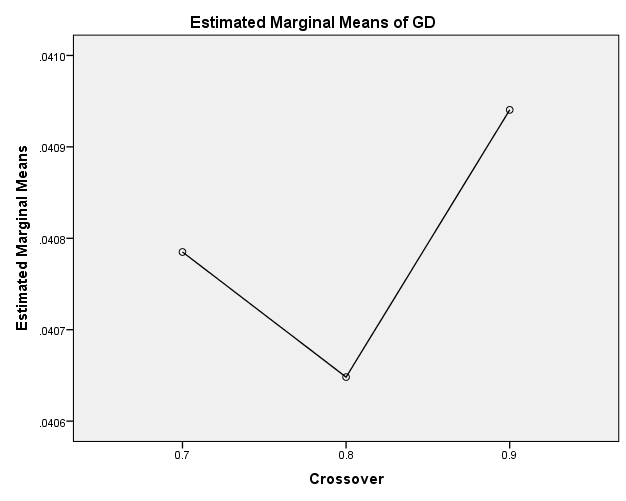 Estimated Marginal Means of GD
Estimated Marginal Means
.0410
.0409
.0408
.0407
.0406
0.7 0.8 0.9
Crossover